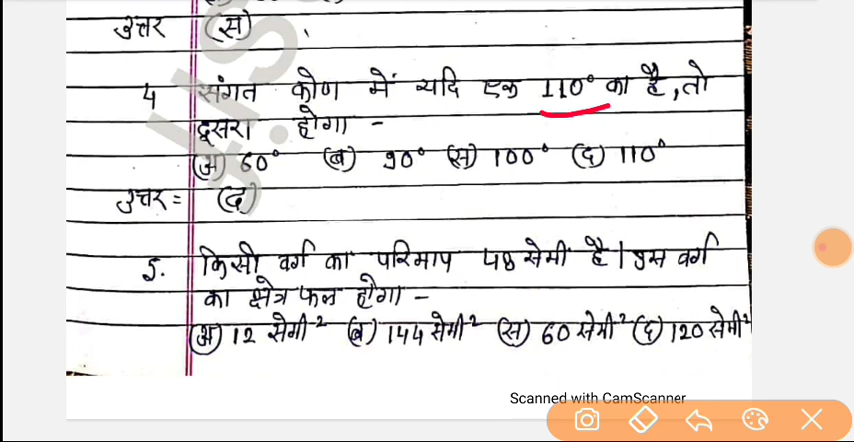 उत्तर (स)
4 संगत कोण में यदि एक 110° का है, तो
दूसरा होगा -
(अ) 60° (ब) 90° (स) 100° (द) 110°
उत्तर = (द)
5. किसी वर्ग का परिमाप 48 सेमी है। इस वर्ग
का क्षेत्रफल होगा -
(अ) 12 सेमी² (ब) 144 सेमी² (स) 60 सेमी² (द) 120 सेमी²
Scanned with CamScanner